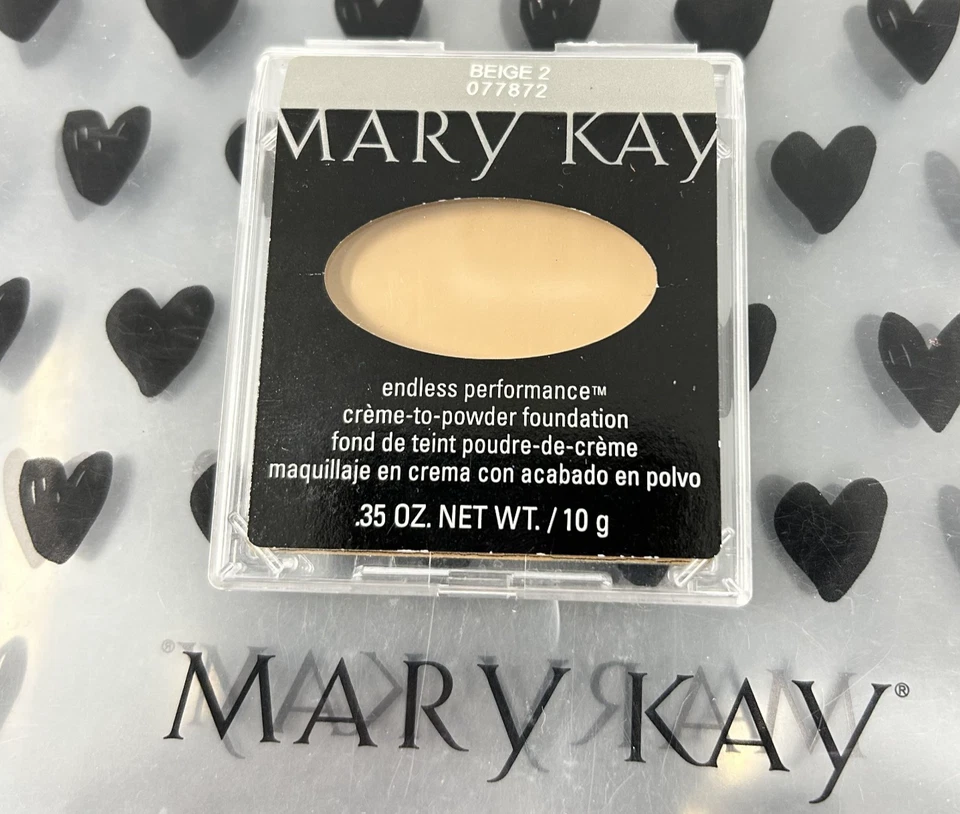 BEIGE 2
077872
MARY KAY
endless performance™
crème-to-powder foundation
fond de teint poudre-de-crème
maquillaje en crema con acabado en polvo
.35 OZ. NET WT. / 10 g
MARY KAY®